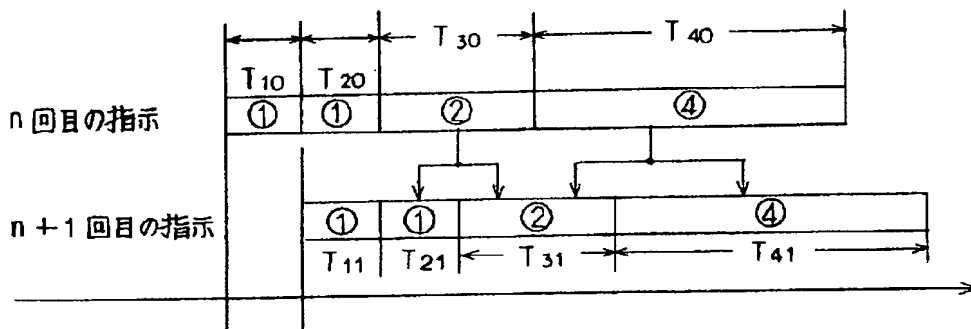 T30 T40
T10 T20
n回目の指示 ① ① ② ④
n+1回目の指示 ① ① ② ④
T11 T21 T31 T41